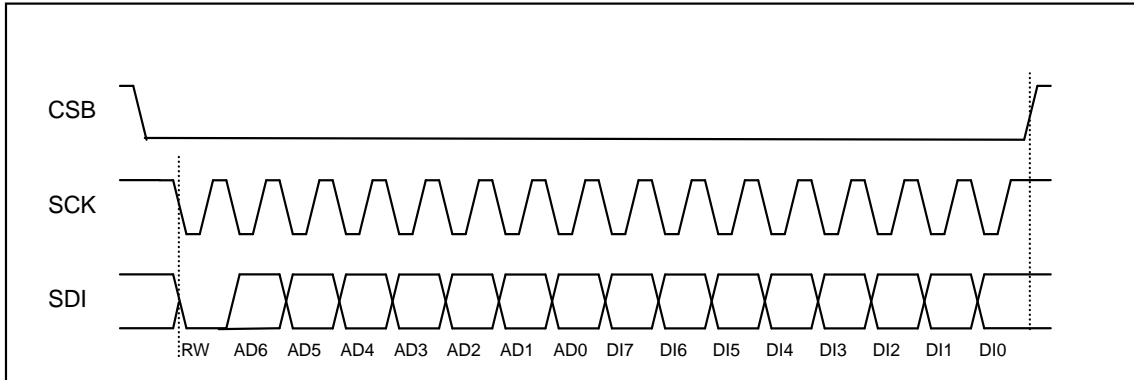 CSB
SCK
SDI
RW AD6 AD5 AD4 AD3 AD2 AD1 AD0 DI7 DI6 DI5 DI4 DI3 DI2 DI1 DI0